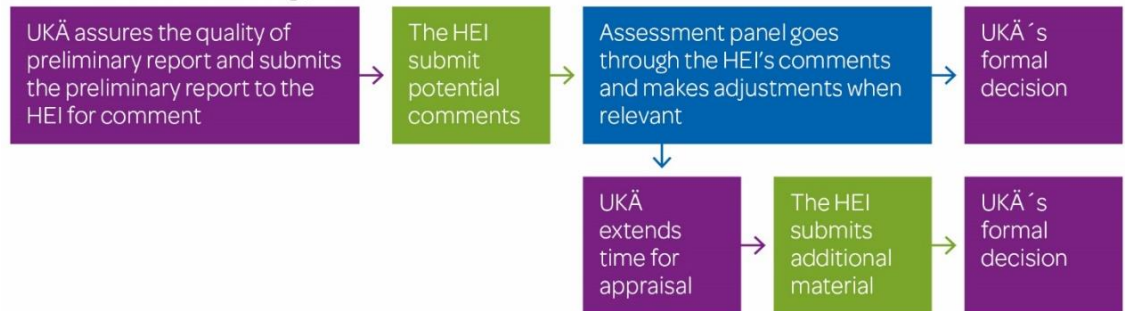 UKÄ assures the quality of
preliminary report and submits
the preliminary report to the
HEI for comment
The HEI
submit
potential
comments
Assessment panel goes
through the HEI's comments
and makes adjustments when
relevant
UKÄ´s
formal
decision
UKÄ
extends
time for
appraisal
The HEI
submits
additional
material
UKÄ´s
formal
decision